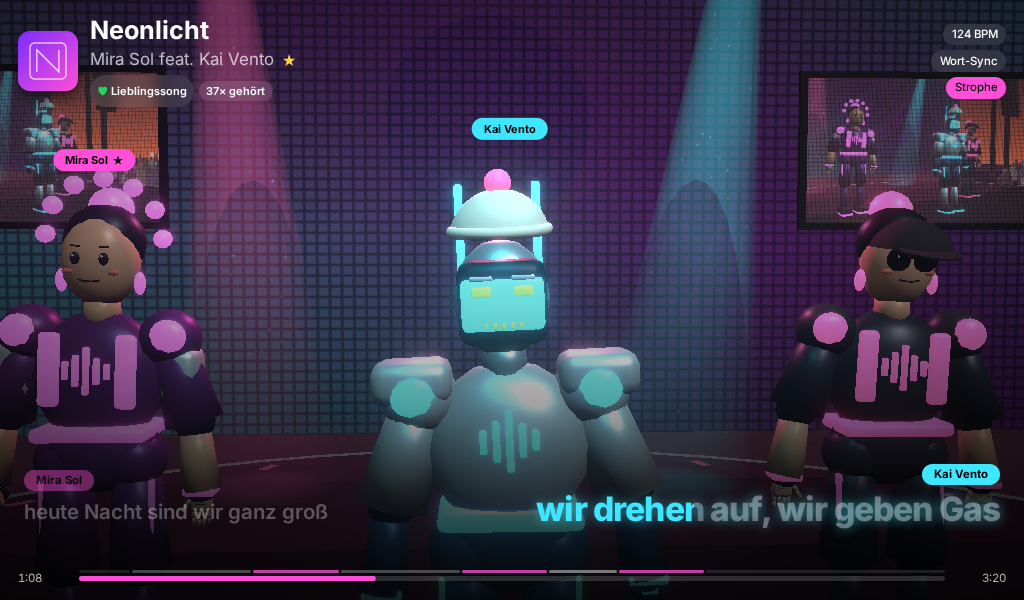 Neonlicht
Mira Sol feat. Kai Vento ★
Lieblingssong
37× gehört
124 BPM
Wort-Sync
Strophe
Kai Vento
Mira Sol ★
Mira Sol
heute Nacht sind wir ganz groß
Kai Vento
wir drehen auf, wir geben Gas
1:08
3:20